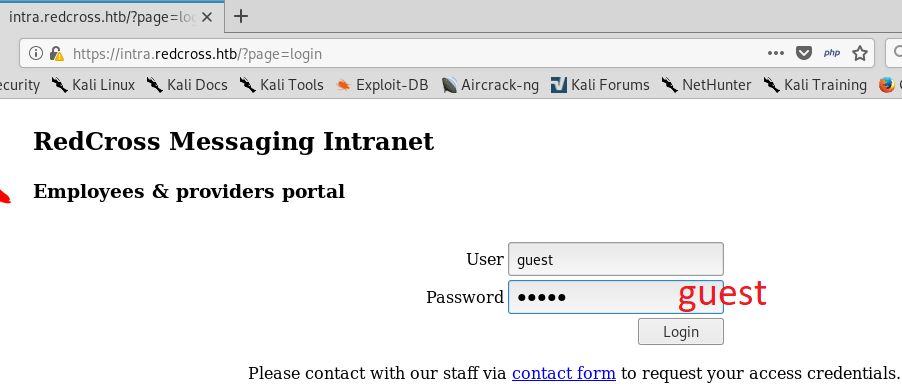 intra.redcross.htb/?page=lo
https://intra.redcross.htb/?page=login
php
ecurity Kali Linux Kali Docs Kali Tools Exploit-DB Aircrack-ng Kali Forums NetHunter Kali Training
RedCross Messaging Intranet
Employees & providers portal
User guest
Password ●●●●● guest
Login
Please contact with our staff via contact form to request your access credentials.